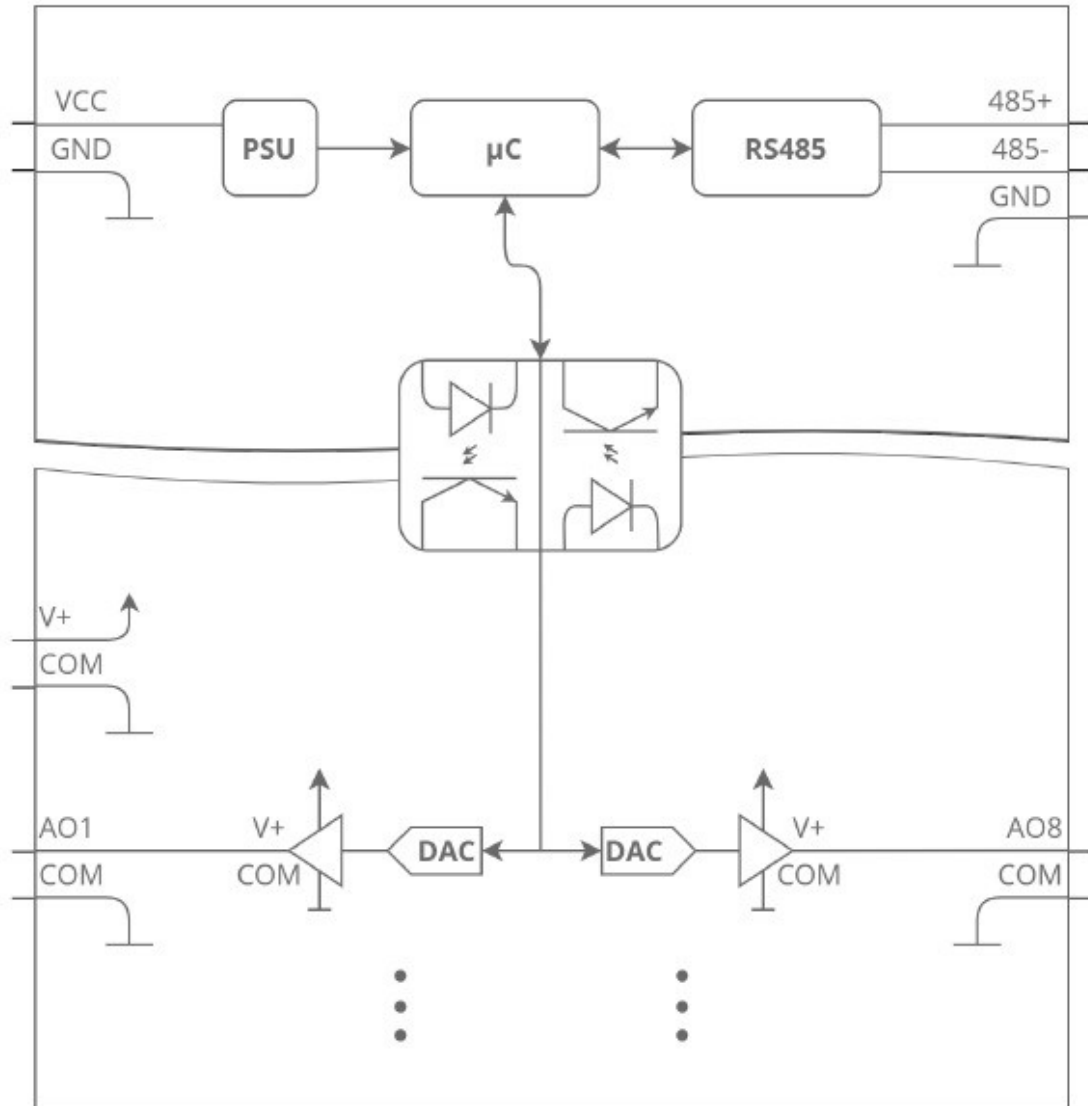 VCC
GND
PSU
µC
RS485
485+
485-
GND
V+
COM
AO1
COM
V+
COM
DAC
DAC
V+
COM
AO8
COM